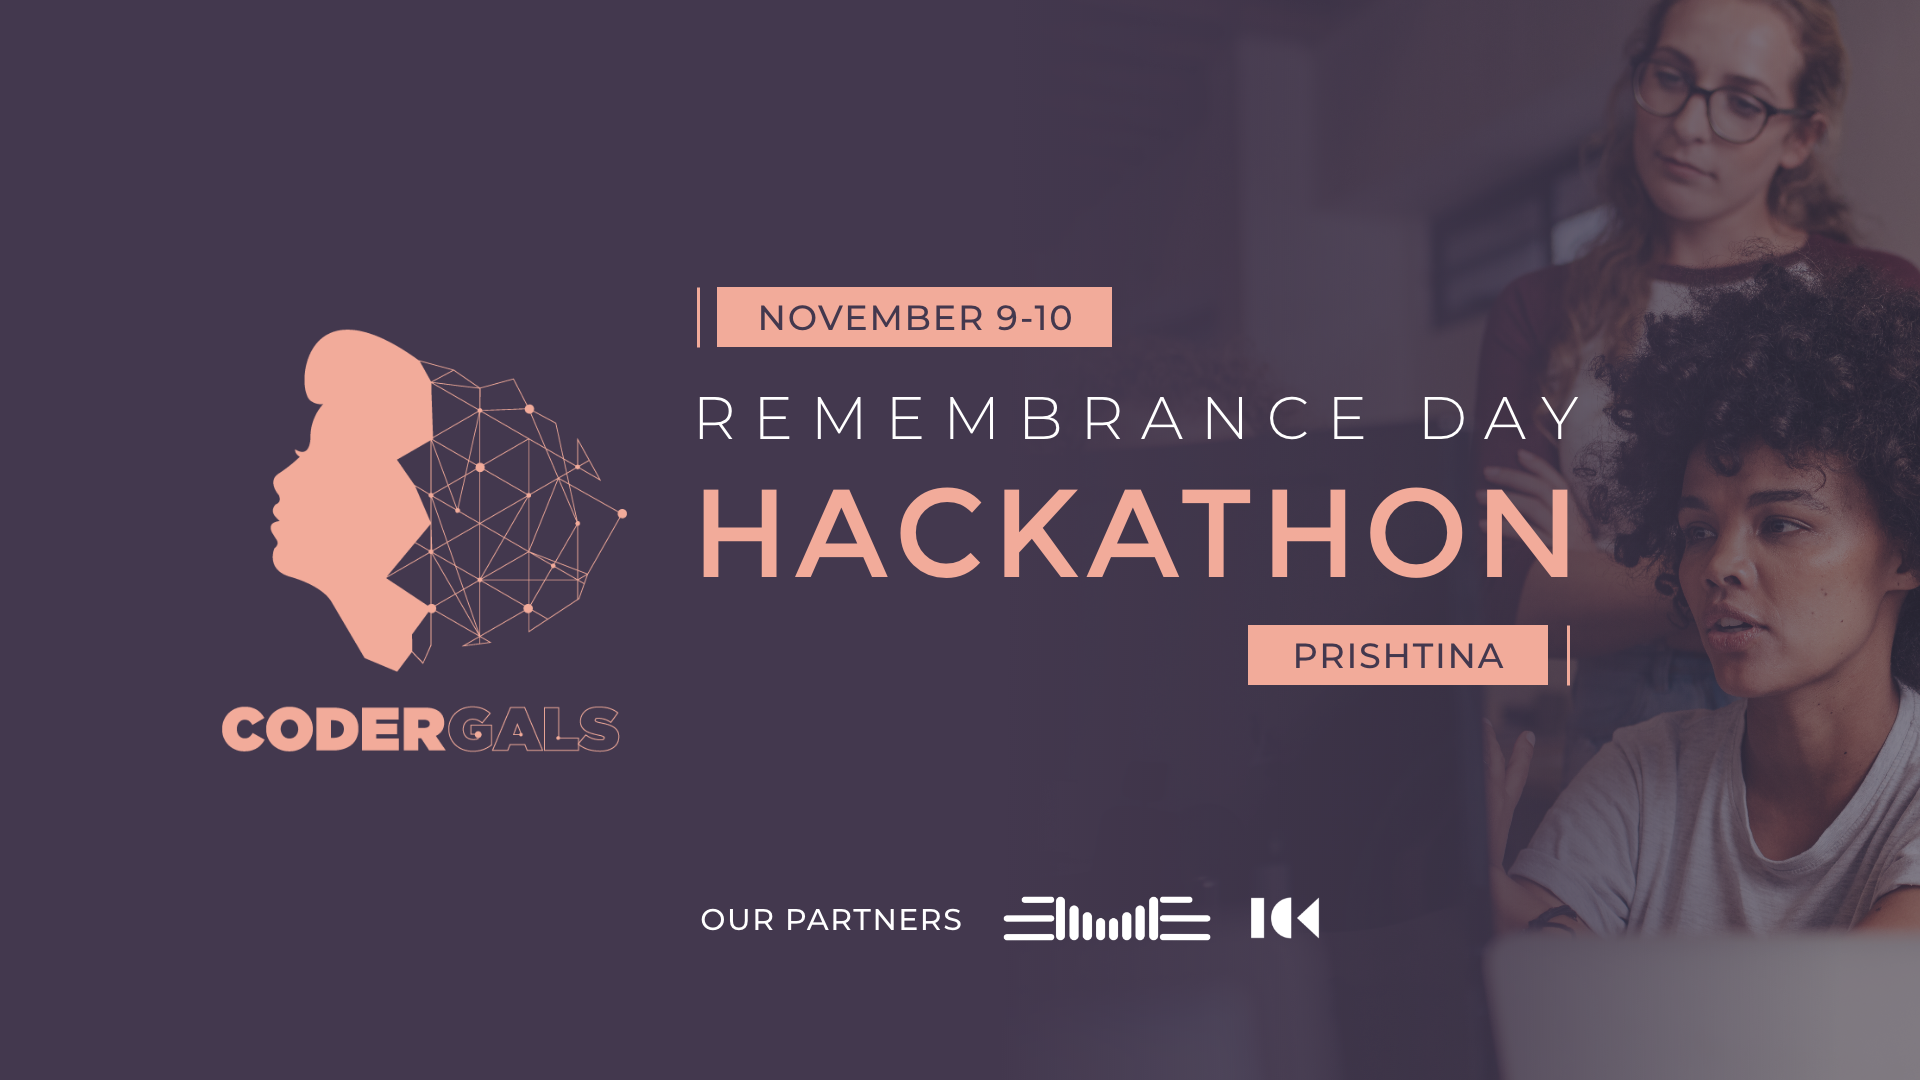 NOVEMBER 9-10
REMEMBRANCE DAY
HACKATHON
PRISHTINA
CODERGALS
OUR PARTNERS